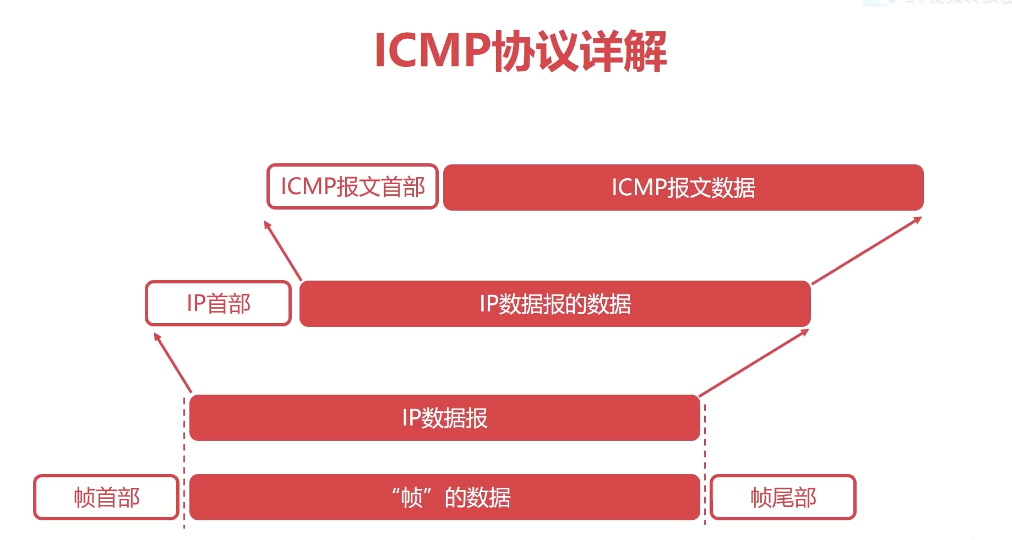 ICMP协议详解
ICMP报文首部
ICMP报文数据
IP首部
IP数据报的数据
IP数据报
帧首部
“帧”的数据
帧尾部